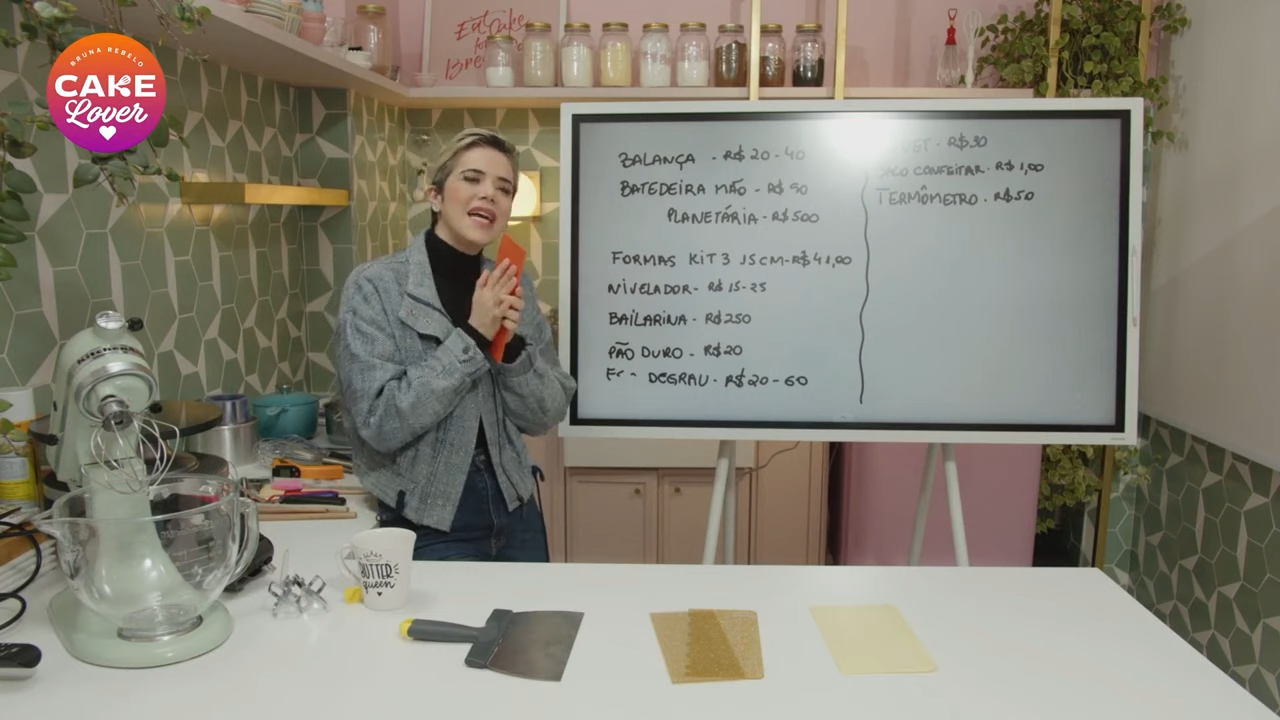 BRUNA REBELO
CAKE
Lover
Eat Cake
for
KitchenAid
BALANÇA - R$ 20 - 40
BATEDEIRA MÃO - R$ 90
PLANETÁRIA - R$500
FORMAS KIT 3 15CM - R$41,00
NIVELADOR - R$ 15-25
BAILARINA - R$250
PÃO DURO - R$20
DEGRAU - R$20 - 60
R$30
CONFEITAR - R$ 1,00
TERMÔMETRO - R$50
BUTTER
queen